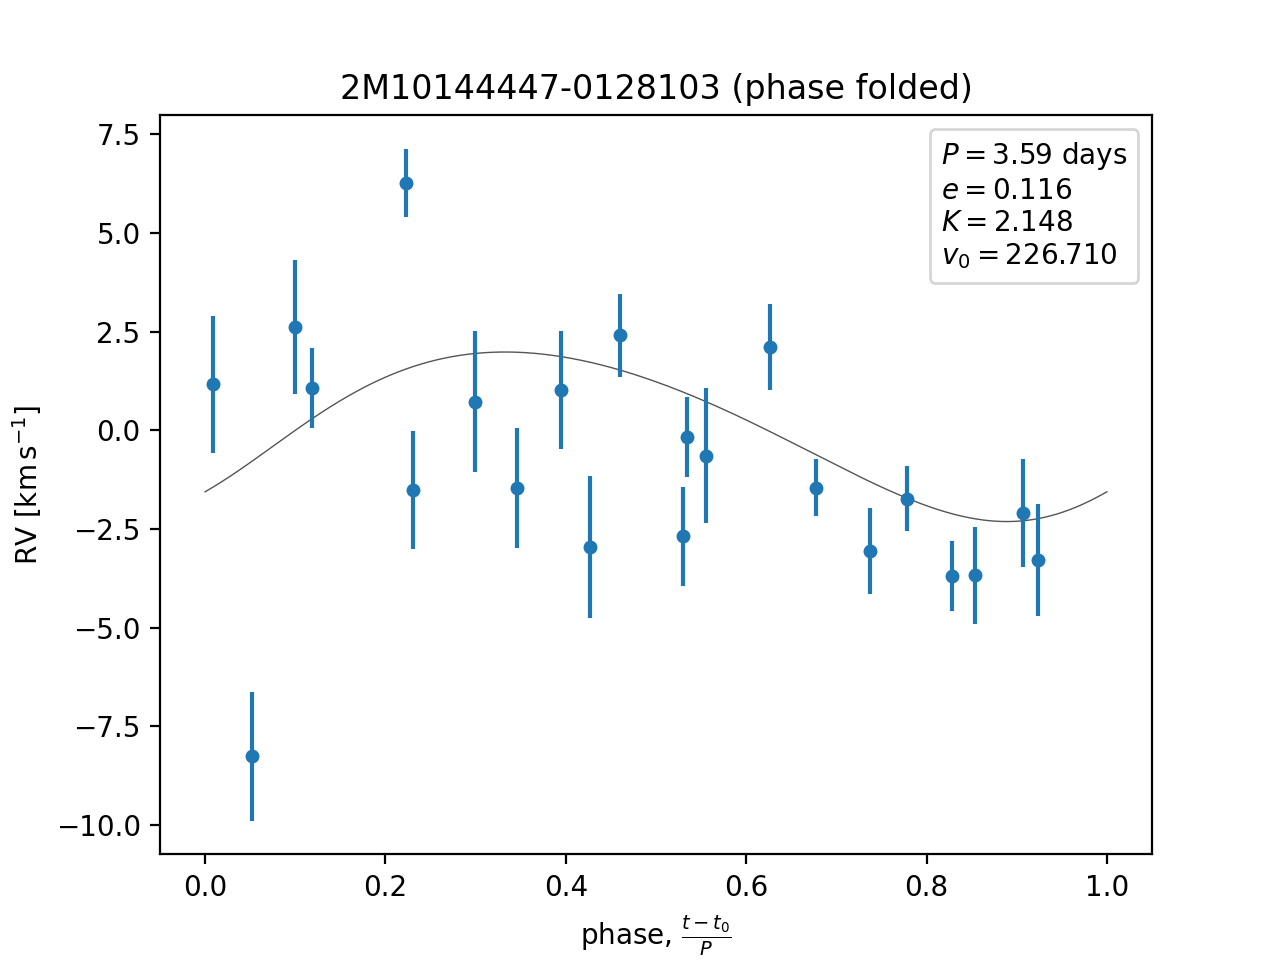 2M10144447-0128103 (phase folded)
P = 3.59 days
e = 0.116
K = 2.148
v₀ = 226.710
RV [km s⁻¹]
7.5
5.0
2.5
0.0
−2.5
−5.0
−7.5
−10.0
0.0 0.2 0.4 0.6 0.8 1.0
phase, (t − t₀)/P